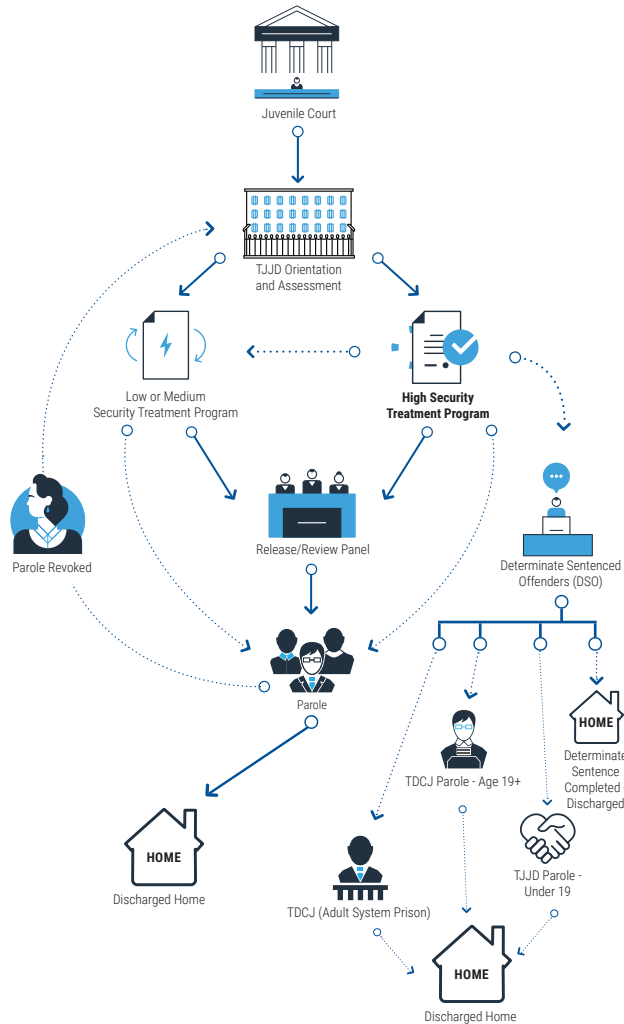 Juvenile Court
TJJD Orientation
and Assessment
Low or Medium
Security Treatment Program
High Security
Treatment Program
Parole Revoked
Release/Review Panel
Determinate Sentenced
Offenders (DSO)
Parole
HOME
Determinate
Sentence
Completed -
Discharged
TDCJ Parole - Age 19+
HOME
Discharged Home
TDCJ (Adult System Prison)
TJJD Parole -
Under 19
HOME
Discharged Home